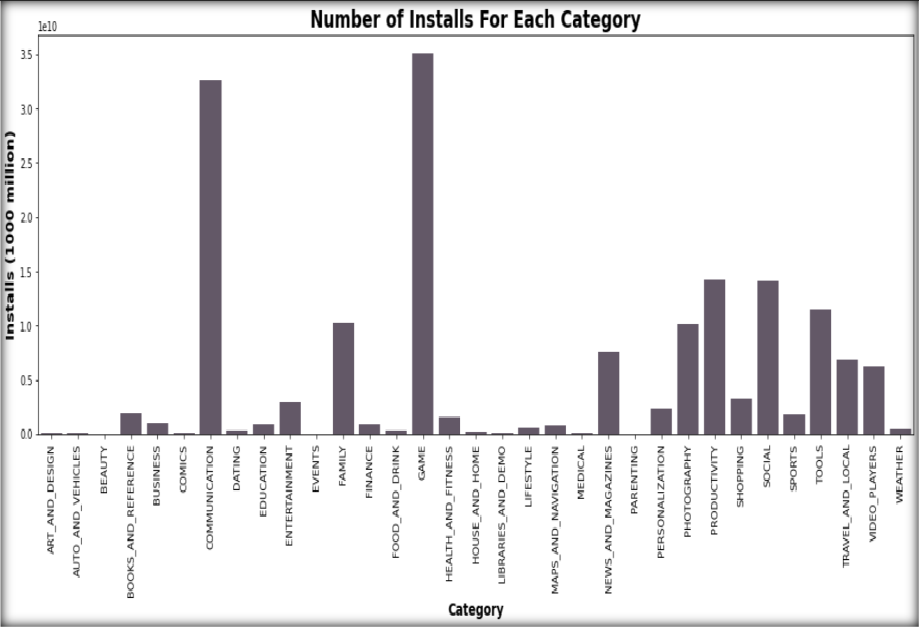 Number of Installs For Each Category
1e10
3.5
3.0
2.5
2.0
1.5
1.0
0.5
0.0
Installs (1000 million)
ART_AND_DESIGN
AUTO_AND_VEHICLES
BEAUTY
BOOKS_AND_REFERENCE
BUSINESS
COMICS
COMMUNICATION
DATING
EDUCATION
ENTERTAINMENT
EVENTS
FAMILY
FINANCE
FOOD_AND_DRINK
GAME
HEALTH_AND_FITNESS
HOUSE_AND_HOME
LIBRARIES_AND_DEMO
LIFESTYLE
MAPS_AND_NAVIGATION
MEDICAL
NEWS_AND_MAGAZINES
PARENTING
PERSONALIZATION
PHOTOGRAPHY
PRODUCTIVITY
SHOPPING
SOCIAL
SPORTS
TOOLS
TRAVEL_AND_LOCAL
VIDEO_PLAYERS
WEATHER
Category